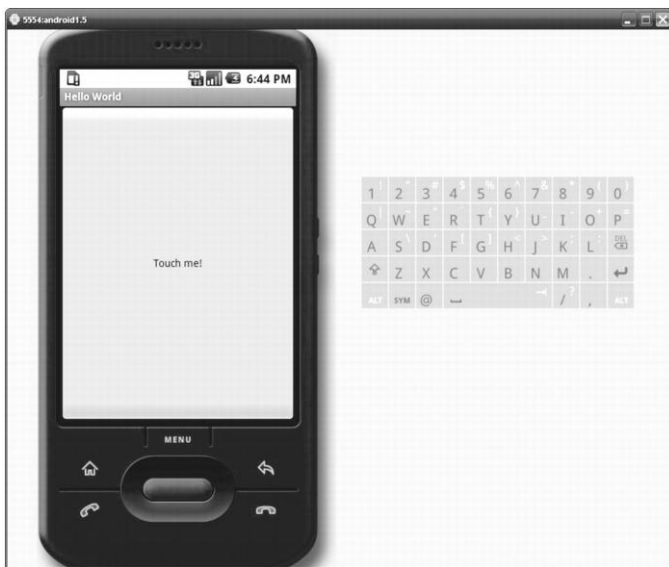 5554:android1.5
3G
6:44 PM
Hello World
Touch me!
MENU
1 ! 2 " 3 # 4 $ 5 % 6 ^ 7 & 8 * 9 ( 0 )
Q | W ~ E " R T { Y } U - I O + P =
A S \ D ' F [ G ] H < J > K ; L : DEL
Z X C V B N M .
ALT SYM @ / ? , ALT